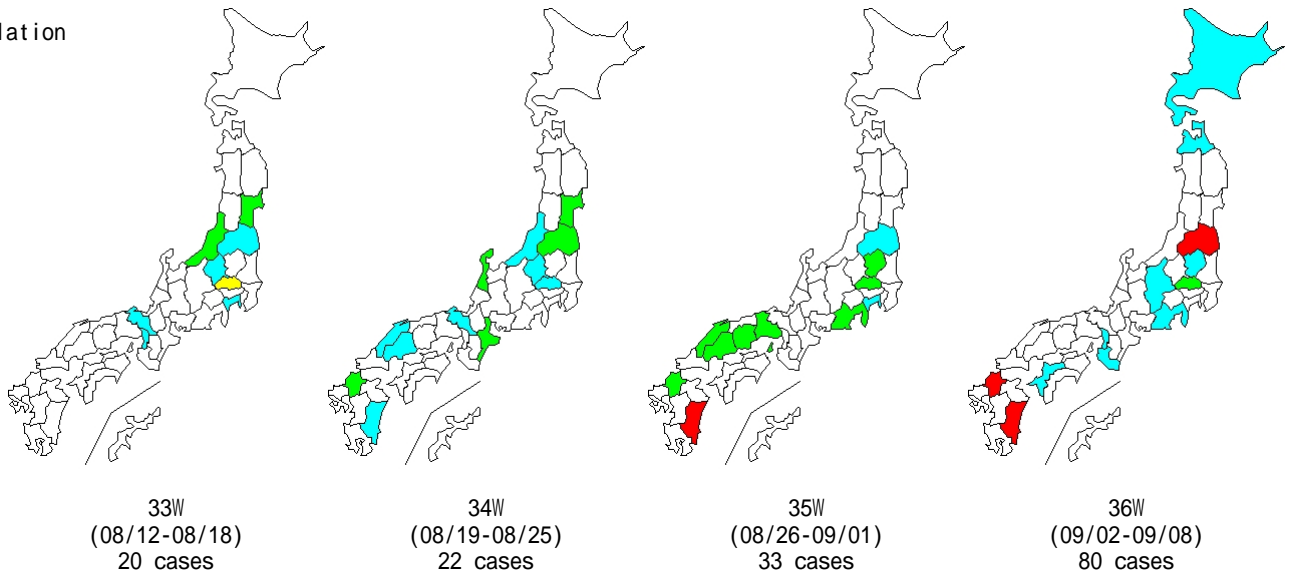 lation
33W
(08/12-08/18)
20 cases
34W
(08/19-08/25)
22 cases
35W
(08/26-09/01)
33 cases
36W
(09/02-09/08)
80 cases